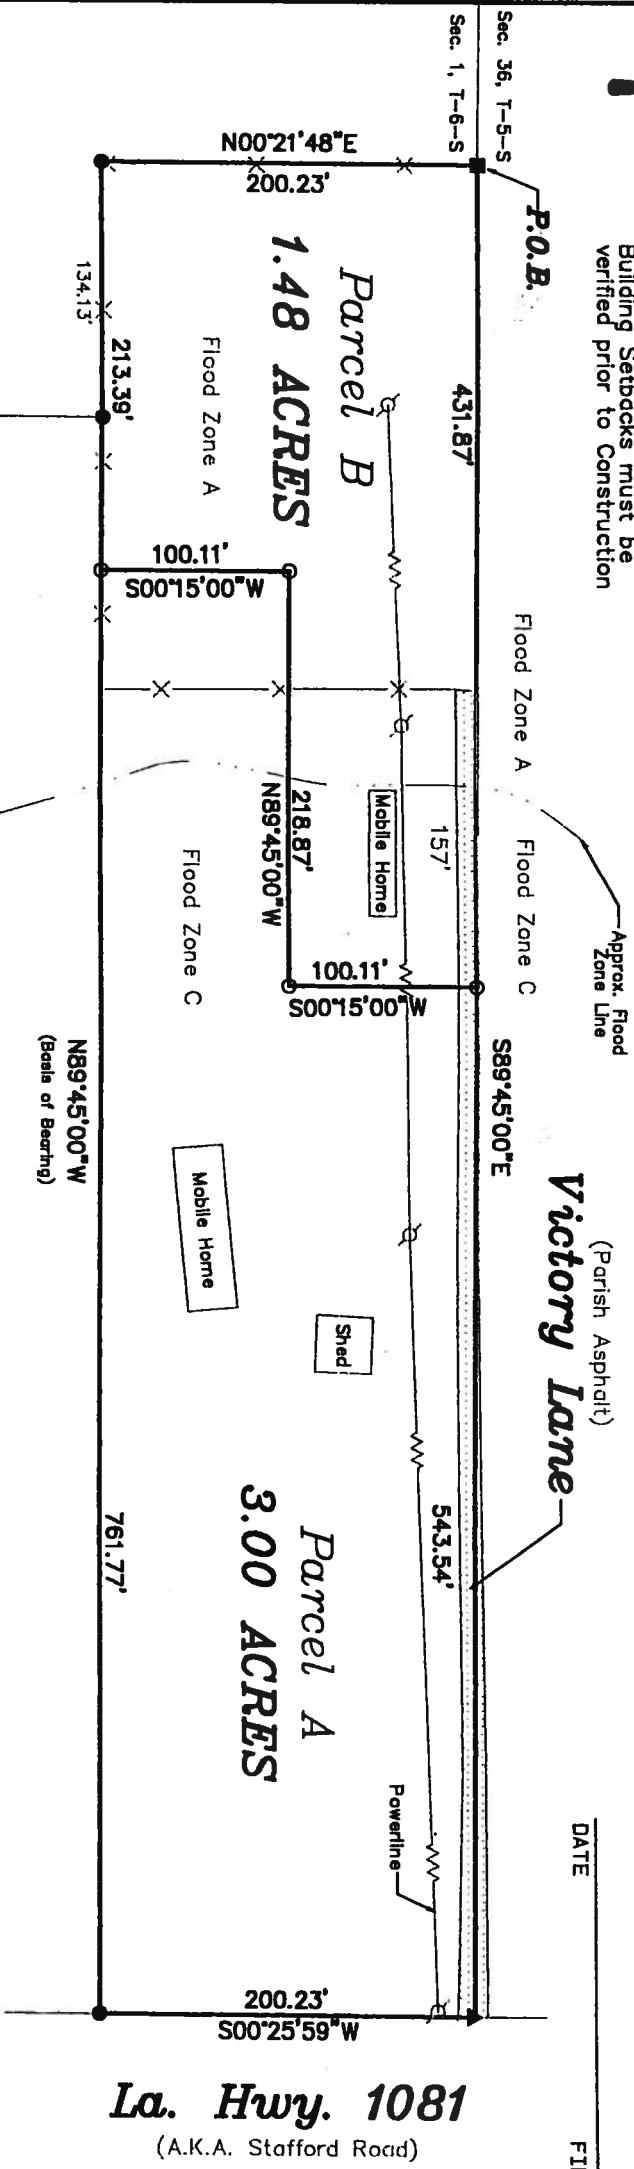 Building Setbacks must be
verified prior to Construction
DATE
Sec. 36, T-5-S
Sec. 1, T-6-S
P.O.B.
Approx. Flood
Zone Line
Flood Zone A
Flood Zone C
(Parish Asphalt)
Victory Lane
431.87'
S89°45'00"E
543.54'
157'
N00°21'48"E
200.23'
Parcel B
1.48 ACRES
Flood Zone A
Mobile Home
100.11'
S00°15'00"W
218.87'
N89°45'00"W
100.11'
S00°15'00"W
Flood Zone C
Mobile Home
Shed
Parcel A
3.00 ACRES
Powerline
200.23'
S00°25'59"W
134.13'
213.39'
N89°45'00"W
(Basis of Bearing)
761.77'
La. Hwy. 1081
(A.K.A. Stafford Road)